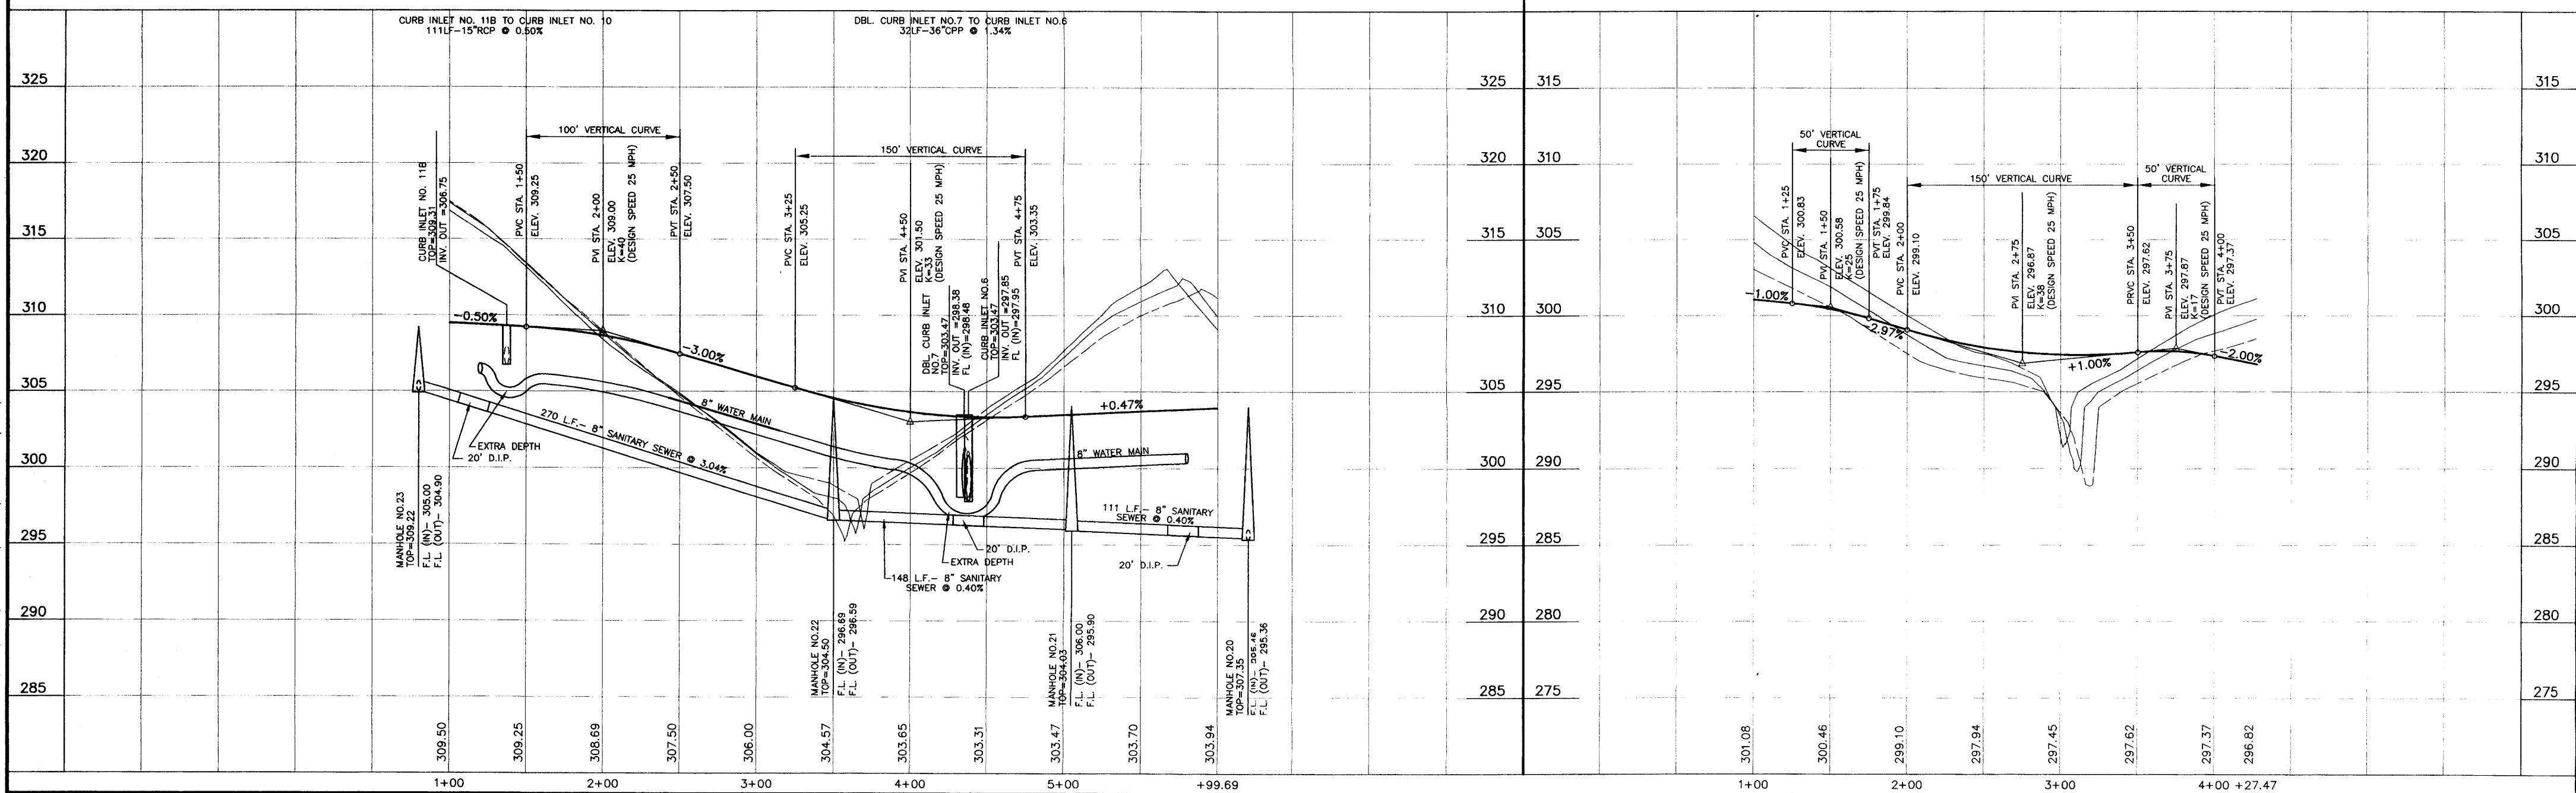 CURB INLET NO. 11B TO CURB INLET NO. 10
111LF-15"RCP @ 0.50%
DBL. CURB INLET NO.7 TO CURB INLET NO.6
32LF-36"CPP @ 1.34%
325
320
315
310
305
300
295
290
285
CURB INLET NO. 11B
TOP=309.31
INV. OUT =306.75
100' VERTICAL CURVE
PVC STA. 1+50
ELEV. 309.25
PVI STA. 2+00
ELEV. 309.00
K=40
(DESIGN SPEED 25 MPH)
PVT STA. 2+50
ELEV. 307.50
150' VERTICAL CURVE
PVC STA. 3+25
ELEV. 305.25
PVI STA. 4+50
ELEV. 301.50
K=33
(DESIGN SPEED 25 MPH)
DBL. CURB INLET
NO.7
TOP=303.47
INV. OUT =298.38
FL (IN)=298.48
CURB INLET NO.6
TOP=303.47
INV. OUT =297.85
FL (IN)=297.95
PVT STA. 4+75
ELEV. 303.35
-0.50%
-3.00%
+0.47%
8" WATER MAIN
270 L.F.- 8" SANITARY SEWER @ 3.04%
EXTRA DEPTH
20' D.I.P.
8" WATER MAIN
111 L.F.- 8" SANITARY
SEWER @ 0.40%
20' D.I.P.
EXTRA DEPTH
148 L.F.- 8" SANITARY
SEWER @ 0.40%
20' D.I.P.
MANHOLE NO.23
TOP=309.22
F.L. (IN)- 305.00
F.L. (OUT)- 304.90
MANHOLE NO.22
TOP=304.50
F.L. (IN)- 296.69
F.L. (OUT)- 296.59
MANHOLE NO.21
TOP=304.03
F.L. (IN)- 306.00
F.L. (OUT)- 295.90
MANHOLE NO.20
TOP=307.35
F.L. (IN)-
F.L. (OUT)- 295.36
309.50
309.25
308.69
307.50
306.00
304.57
303.65
303.31
303.47
303.70
303.94
1+00
2+00
3+00
4+00
5+00
+99.69
325
320
315
310
305
300
295
290
285
315
310
305
300
295
290
285
280
275
50' VERTICAL
CURVE
PVC STA. 1+25
ELEV. 300.83
PVI STA. 1+50
ELEV. 300.58
K=25
(DESIGN SPEED 25 MPH)
PVT STA. 1+75
ELEV. 299.84
150' VERTICAL CURVE
PVC STA. 2+00
ELEV. 299.10
PVI STA. 2+75
ELEV. 296.87
K=38
(DESIGN SPEED 25 MPH)
50' VERTICAL
CURVE
PRVC STA. 3+50
ELEV. 297.62
PVI STA. 3+75
ELEV. 297.87
K=17
(DESIGN SPEED 25 MPH)
PVT STA. 4+00
ELEV. 297.37
-1.00%
-2.97%
+1.00%
-2.00%
301.08
300.46
299.10
297.94
297.45
297.62
297.37
296.82
1+00
2+00
3+00
4+00 +27.47
315
310
305
300
295
290
285
280
275